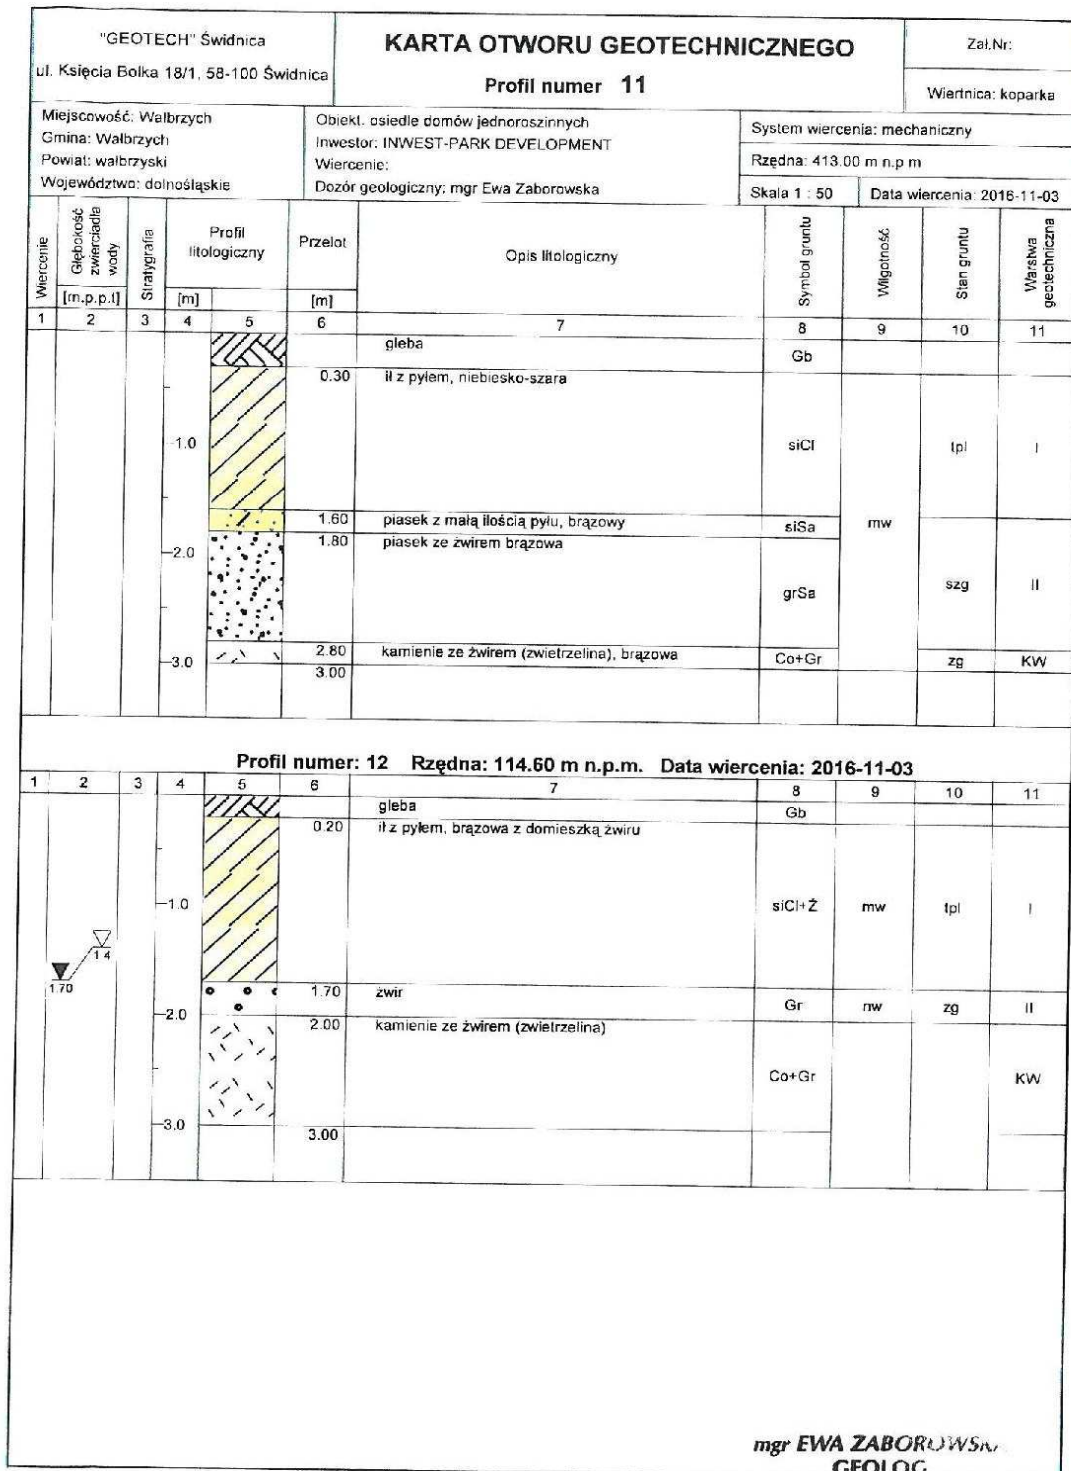 "GEOTECH" Świdnica
ul. Księcia Bolka 18/1, 58-100 Świdnica
KARTA OTWORU GEOTECHNICZNEGO
Profil numer 11
Zał.Nr:
Wiertnica: koparka
Miejscowość: Wałbrzych
Gmina: Wałbrzych
Powiat: wałbrzyski
Województwo: dolnośląskie
Obiekt. osiedle domów jednoroszinnych
Inwestor: INWEST-PARK DEVELOPMENT
Wiercenie:
Dozór geologiczny: mgr Ewa Zaborowska
System wiercenia: mechaniczny
Rzędna: 413.00 m n.p m
Skala 1 : 50
Data wiercenia: 2016-11-03
Wiercenie
Głębokość zwierciadła wody
[m.p.p.t]
Stratygrafia
Profil litologiczny
[m]
Przelot
[m]
Opis litologiczny
Symbol gruntu
Wilgotność
Stan gruntu
Warstwa geotechniczna
1 2 3 4 5 6 7 8 9 10 11
gleba Gb
0.30 ił z pyłem, niebiesko-szara
1.0 siCl tpl I
1.60 piasek z małą ilością pyłu, brązowy siSa mw
1.80 piasek ze żwirem brązowa
2.0 grSa szg II
2.80 kamienie ze żwirem (zwietrzelina), brązowa Co+Gr zg KW
3.0
3.00
Profil numer: 12 Rzędna: 114.60 m n.p.m. Data wiercenia: 2016-11-03
1 2 3 4 5 6 7 8 9 10 11
gleba Gb
0.20 ił z pyłem, brązowa z domieszką żwiru
1.0 siCl+Ż mw tpl I
1.4
1.70
1.70 żwir Gr nw zg II
2.0
2.00 kamienie ze żwirem (zwietrzelina)
Co+Gr KW
3.0
3.00
mgr EWA ZABOROWSKA
GEOLOG